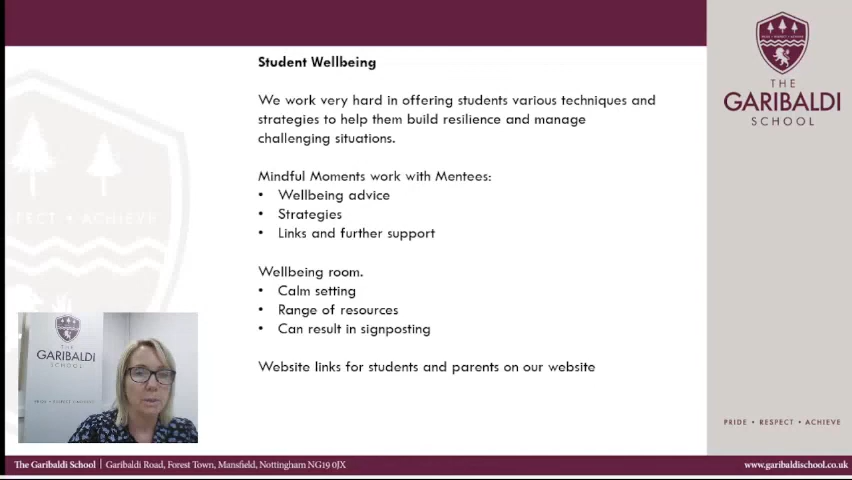 Student Wellbeing
We work very hard in offering students various techniques and
strategies to help them build resilience and manage
challenging situations.
Mindful Moments work with Mentees:
• Wellbeing advice
• Strategies
• Links and further support
Wellbeing room.
• Calm setting
• Range of resources
• Can result in signposting
Website links for students and parents on our website
THE
GARIBALDI
SCHOOL
PRIDE • RESPECT • ACHIEVE
ECT • ACHIEVE
THE
GARIBALDI
SCHOOL
The Garibaldi School | Garibaldi Road, Forest Town, Mansfield, Nottingham NG19 0JX
www.garibaldischool.co.uk